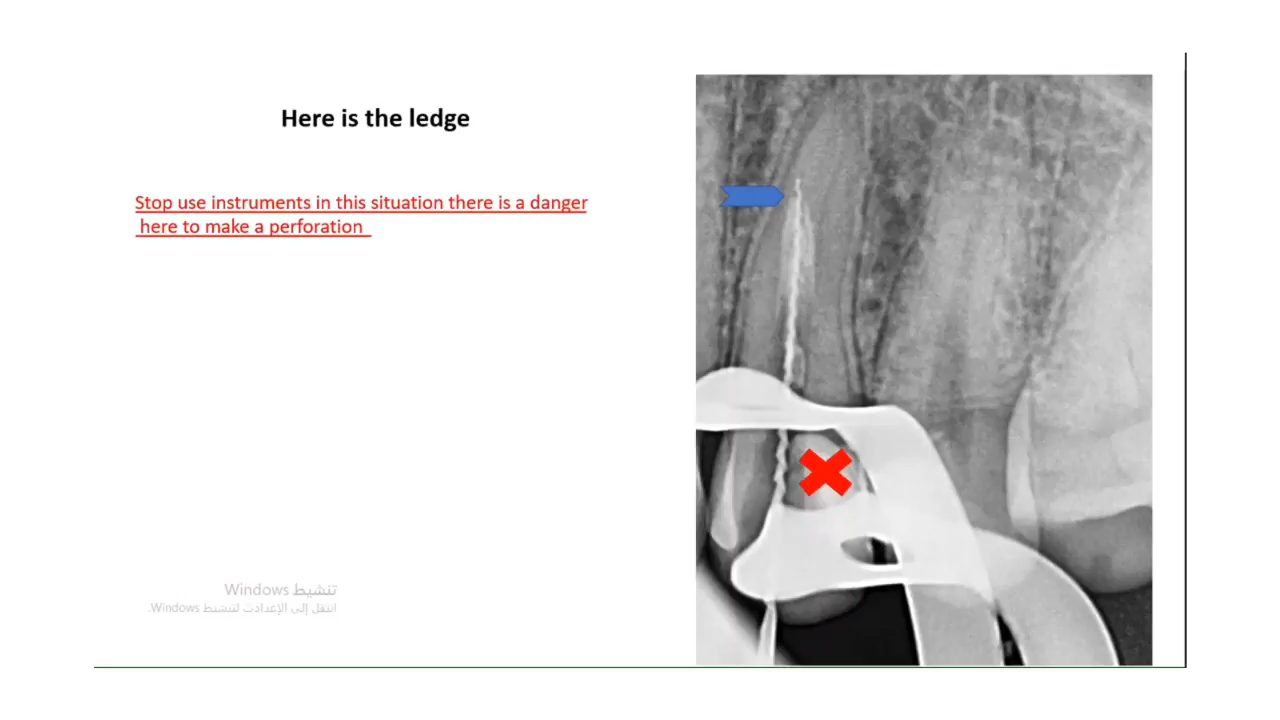 Here is the ledge
Stop use instruments in this situation there is a danger
here to make a perforation
تنشيط Windows
انتقل إلى الإعدادات لتنشيط Windows.